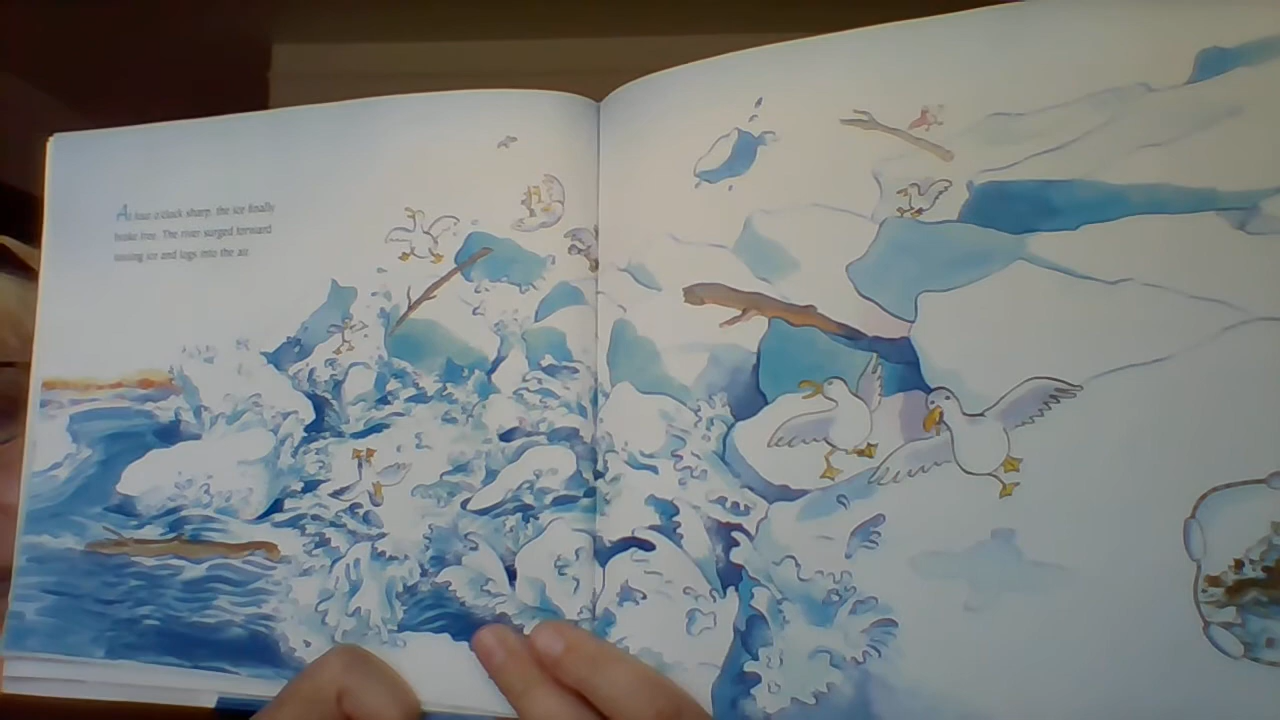 At four o'clock sharp, the ice finally
broke free. The river surged forward
tossing ice and logs into the air.